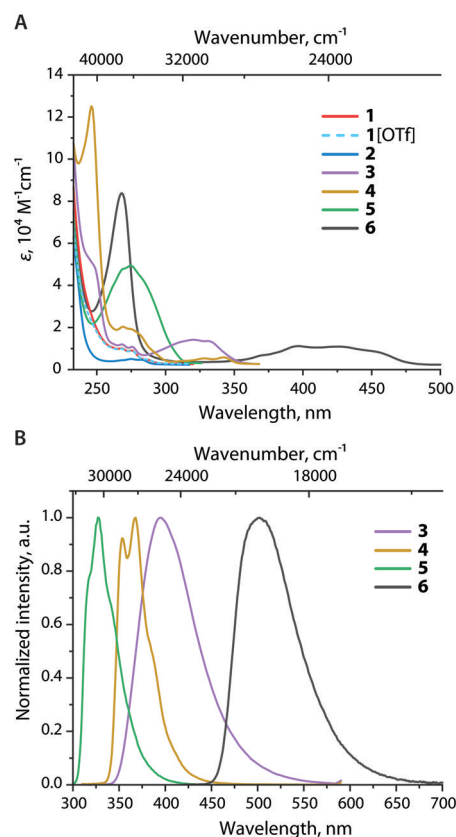 A
Wavenumber, cm⁻¹
40000 32000 24000
ε, 10⁴ M⁻¹cm⁻¹
14
12
10
8
6
4
2
0
1
1[OTf]
2
3
4
5
6
250 300 350 400 450 500
Wavelength, nm
B
Wavenumber, cm⁻¹
30000 24000 18000
Normalized intensity, a.u.
1.0
0.8
0.6
0.4
0.2
0.0
3
4
5
6
300 350 400 450 500 550 600 650 700
Wavelength, nm